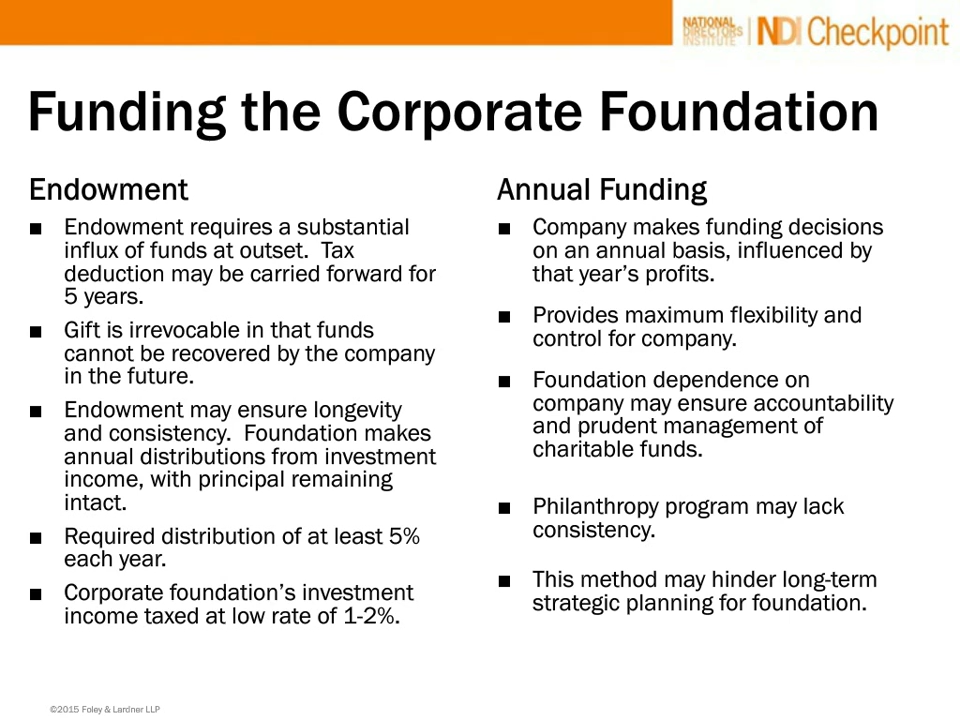 NATIONAL
DIRECTORS
INSTITUTE
NDI Checkpoint
Funding the Corporate Foundation
Endowment
■ Endowment requires a substantial
influx of funds at outset.  Tax
deduction may be carried forward for
5 years.
■ Gift is irrevocable in that funds
cannot be recovered by the company
in the future.
■ Endowment may ensure longevity
and consistency.  Foundation makes
annual distributions from investment
income, with principal remaining
intact.
■ Required distribution of at least 5%
each year.
■ Corporate foundation’s investment
income taxed at low rate of 1-2%.
Annual Funding
■ Company makes funding decisions
on an annual basis, influenced by
that year’s profits.
■ Provides maximum flexibility and
control for company.
■ Foundation dependence on
company may ensure accountability
and prudent management of
charitable funds.
■ Philanthropy program may lack
consistency.
■ This method may hinder long-term
strategic planning for foundation.
©2015 Foley & Lardner LLP